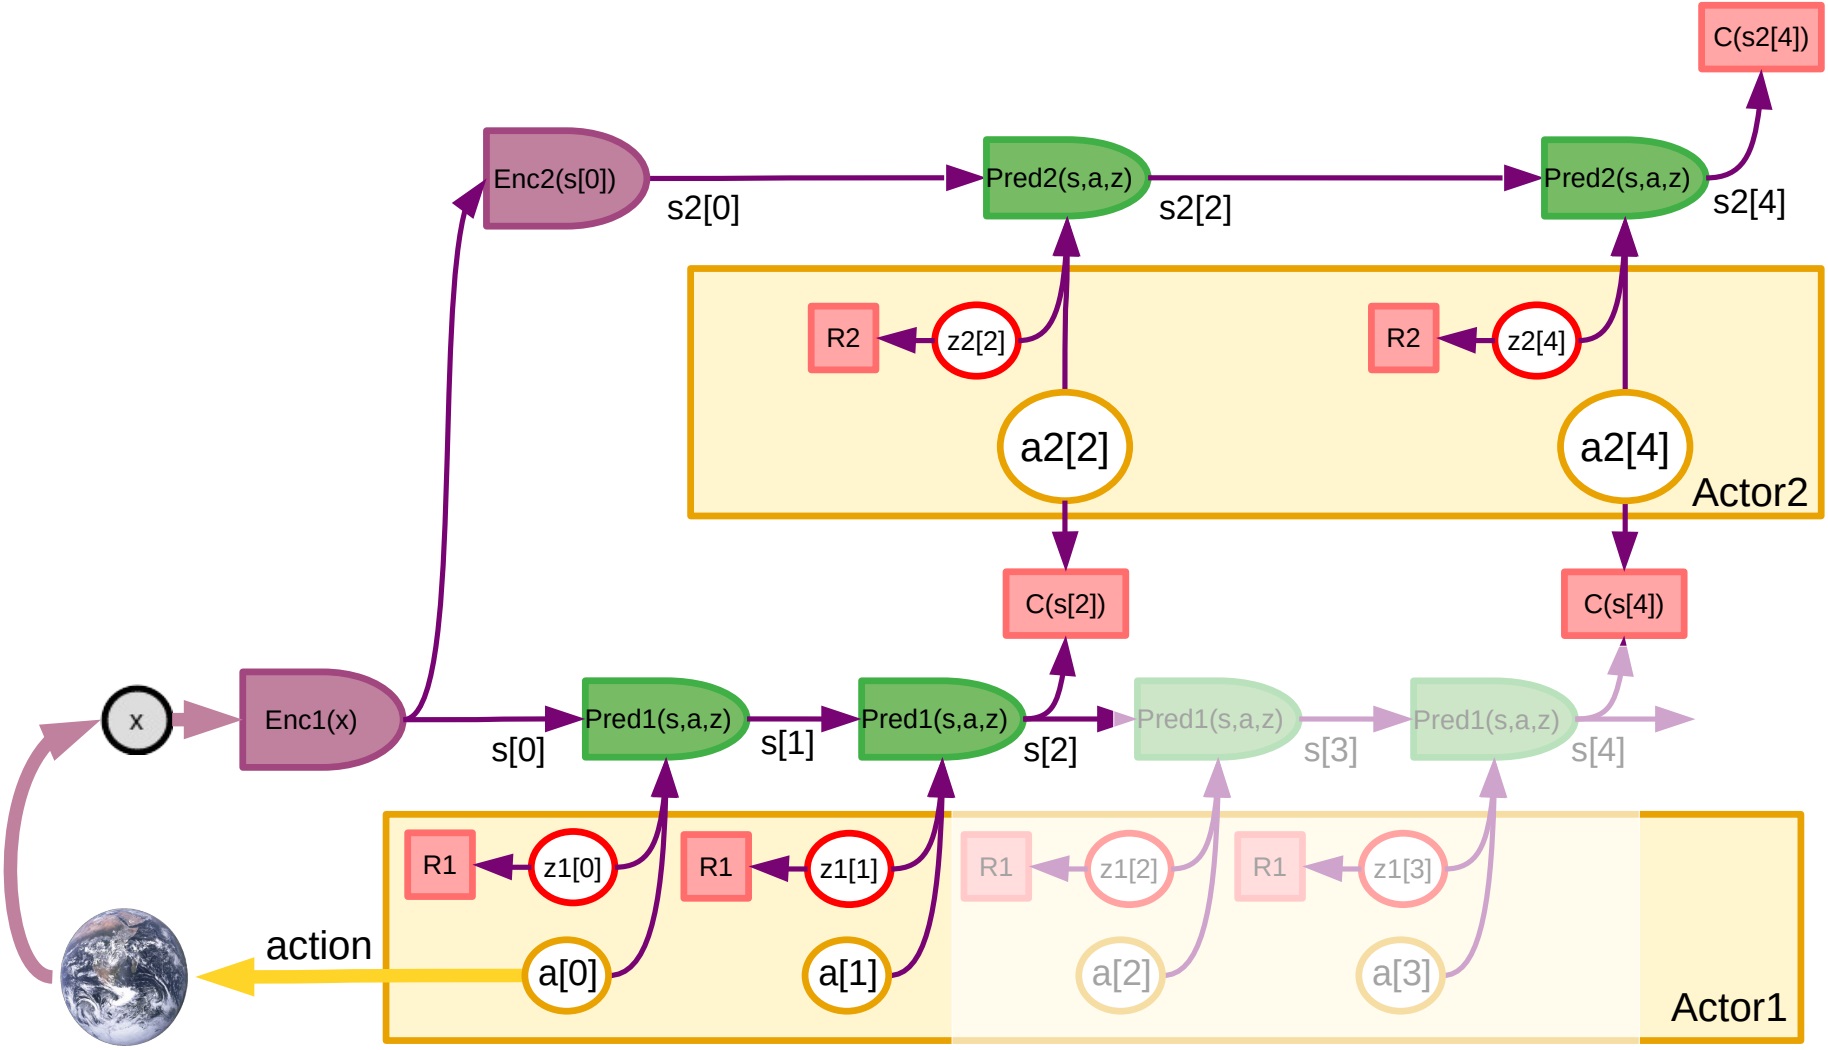 C(s2[4])
Enc2(s[0])
Pred2(s,a,z)
Pred2(s,a,z)
s2[0]
s2[2]
s2[4]
R2
z2[2]
R2
z2[4]
a2[2]
a2[4]
Actor2
C(s[2])
C(s[4])
x
Enc1(x)
Pred1(s,a,z)
Pred1(s,a,z)
Pred1(s,a,z)
Pred1(s,a,z)
s[0]
s[1]
s[2]
s[3]
s[4]
R1
z1[0]
R1
z1[1]
R1
z1[2]
R1
z1[3]
action
a[0]
a[1]
a[2]
a[3]
Actor1